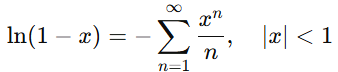 ln(1 − x) = − ∑_{n=1}^{∞} xⁿ/n, |x| < 1